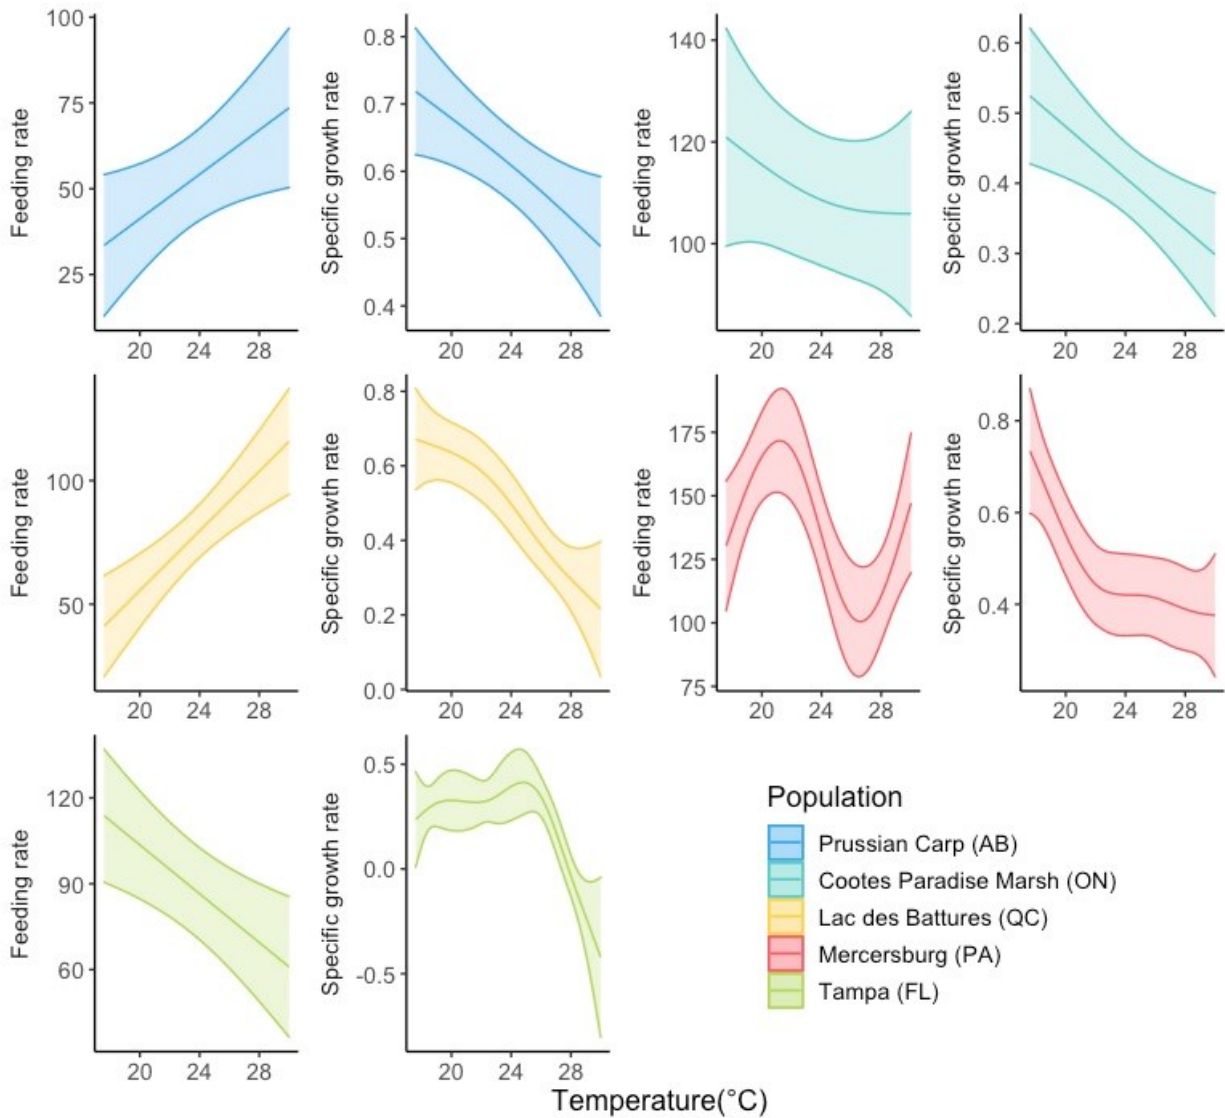 Feeding rate
100
75
50
25
20 24 28
Specific growth rate
0.8
0.7
0.6
0.5
0.4
20 24 28
Feeding rate
140
120
100
20 24 28
Specific growth rate
0.6
0.5
0.4
0.3
0.2
20 24 28
Feeding rate
100
50
20 24 28
Specific growth rate
0.8
0.6
0.4
0.2
0.0
20 24 28
Feeding rate
175
150
125
100
75
20 24 28
Specific growth rate
0.8
0.6
0.4
20 24 28
Feeding rate
120
90
60
20 24 28
Specific growth rate
0.5
0.0
-0.5
20 24 28
Population
Prussian Carp (AB)
Cootes Paradise Marsh (ON)
Lac des Battures (QC)
Mercersburg (PA)
Tampa (FL)
Temperature(°C)